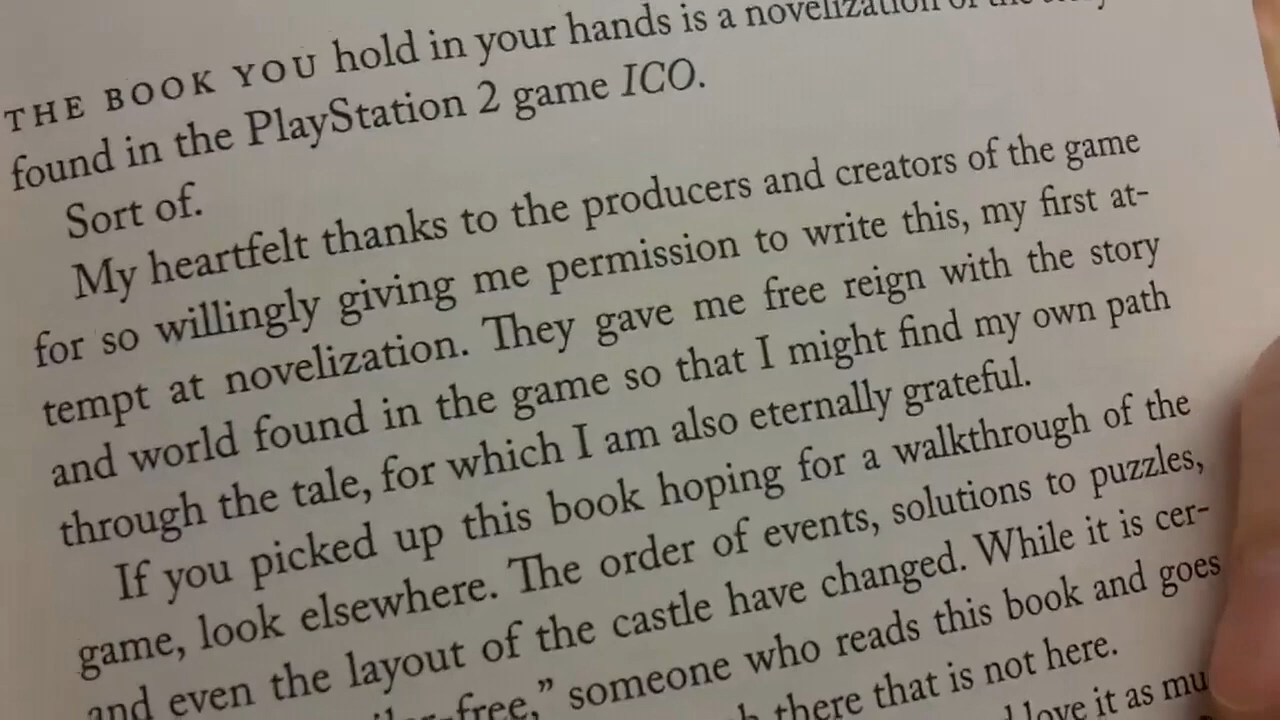 THE BOOK YOU hold in your hands is a novelization of the story
found in the PlayStation 2 game ICO.
Sort of.
My heartfelt thanks to the producers and creators of the game
for so willingly giving me permission to write this, my first at-
tempt at novelization. They gave me free reign with the story
and world found in the game so that I might find my own path
through the tale, for which I am also eternally grateful.
If you picked up this book hoping for a walkthrough of the
game, look elsewhere. The order of events, solutions to puzzles,
and even the layout of the castle have changed. While it is cer-
free,” someone who reads this book and goes
there that is not here.
love it as